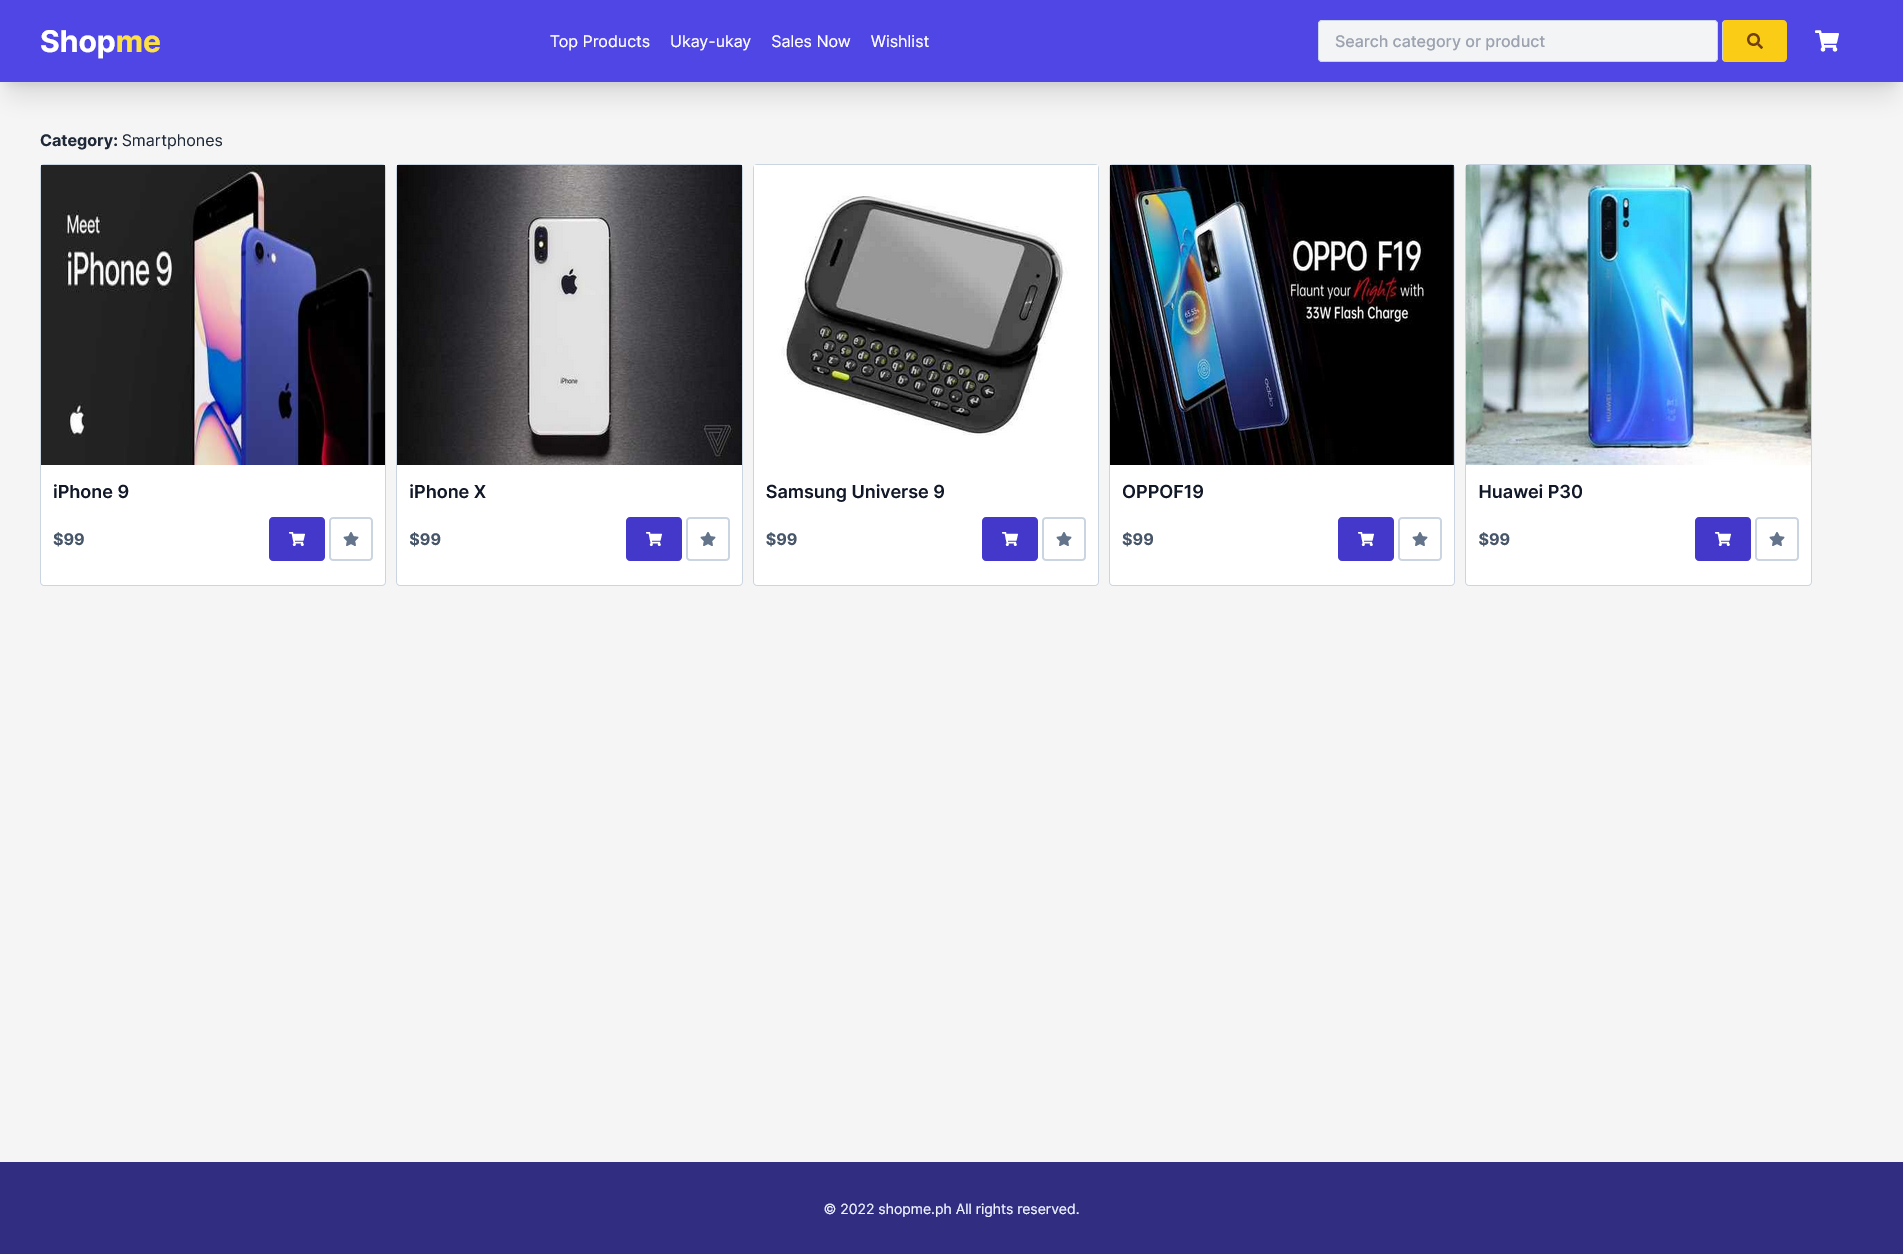 Shopme
Top Products Ukay-ukay Sales Now Wishlist
Search category or product
Category: Smartphones
Meet
iPhone 9
iPhone
OPPO F19
Flaunt your Nights with
33W Flash Charge
iPhone 9
$99
iPhone X
$99
Samsung Universe 9
$99
OPPOF19
$99
Huawei P30
$99
© 2022 shopme.ph All rights reserved.